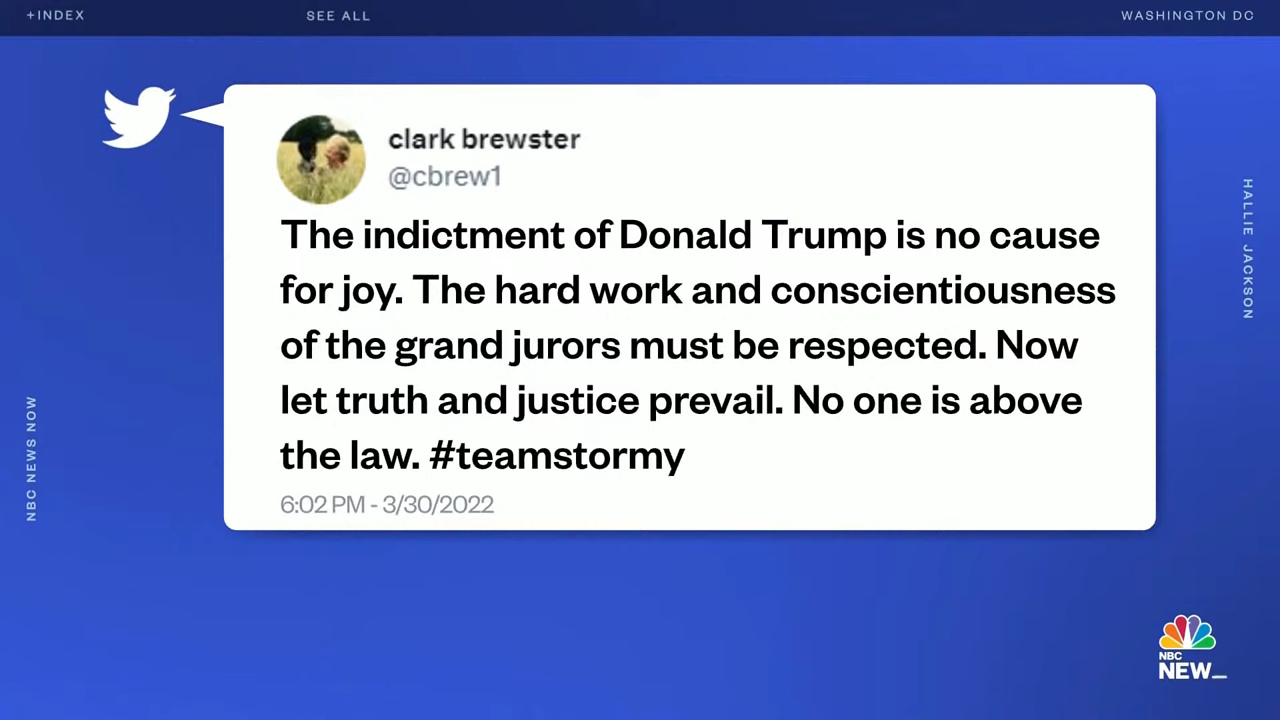 +INDEX
SEE ALL
WASHINGTON DC
clark brewster
@cbrew1
The indictment of Donald Trump is no cause
for joy. The hard work and conscientiousness
of the grand jurors must be respected. Now
let truth and justice prevail. No one is above
the law. #teamstormy
6:02 PM - 3/30/2022
HALLIE JACKSON
NBC NEWS NOW
NBC
NEW_